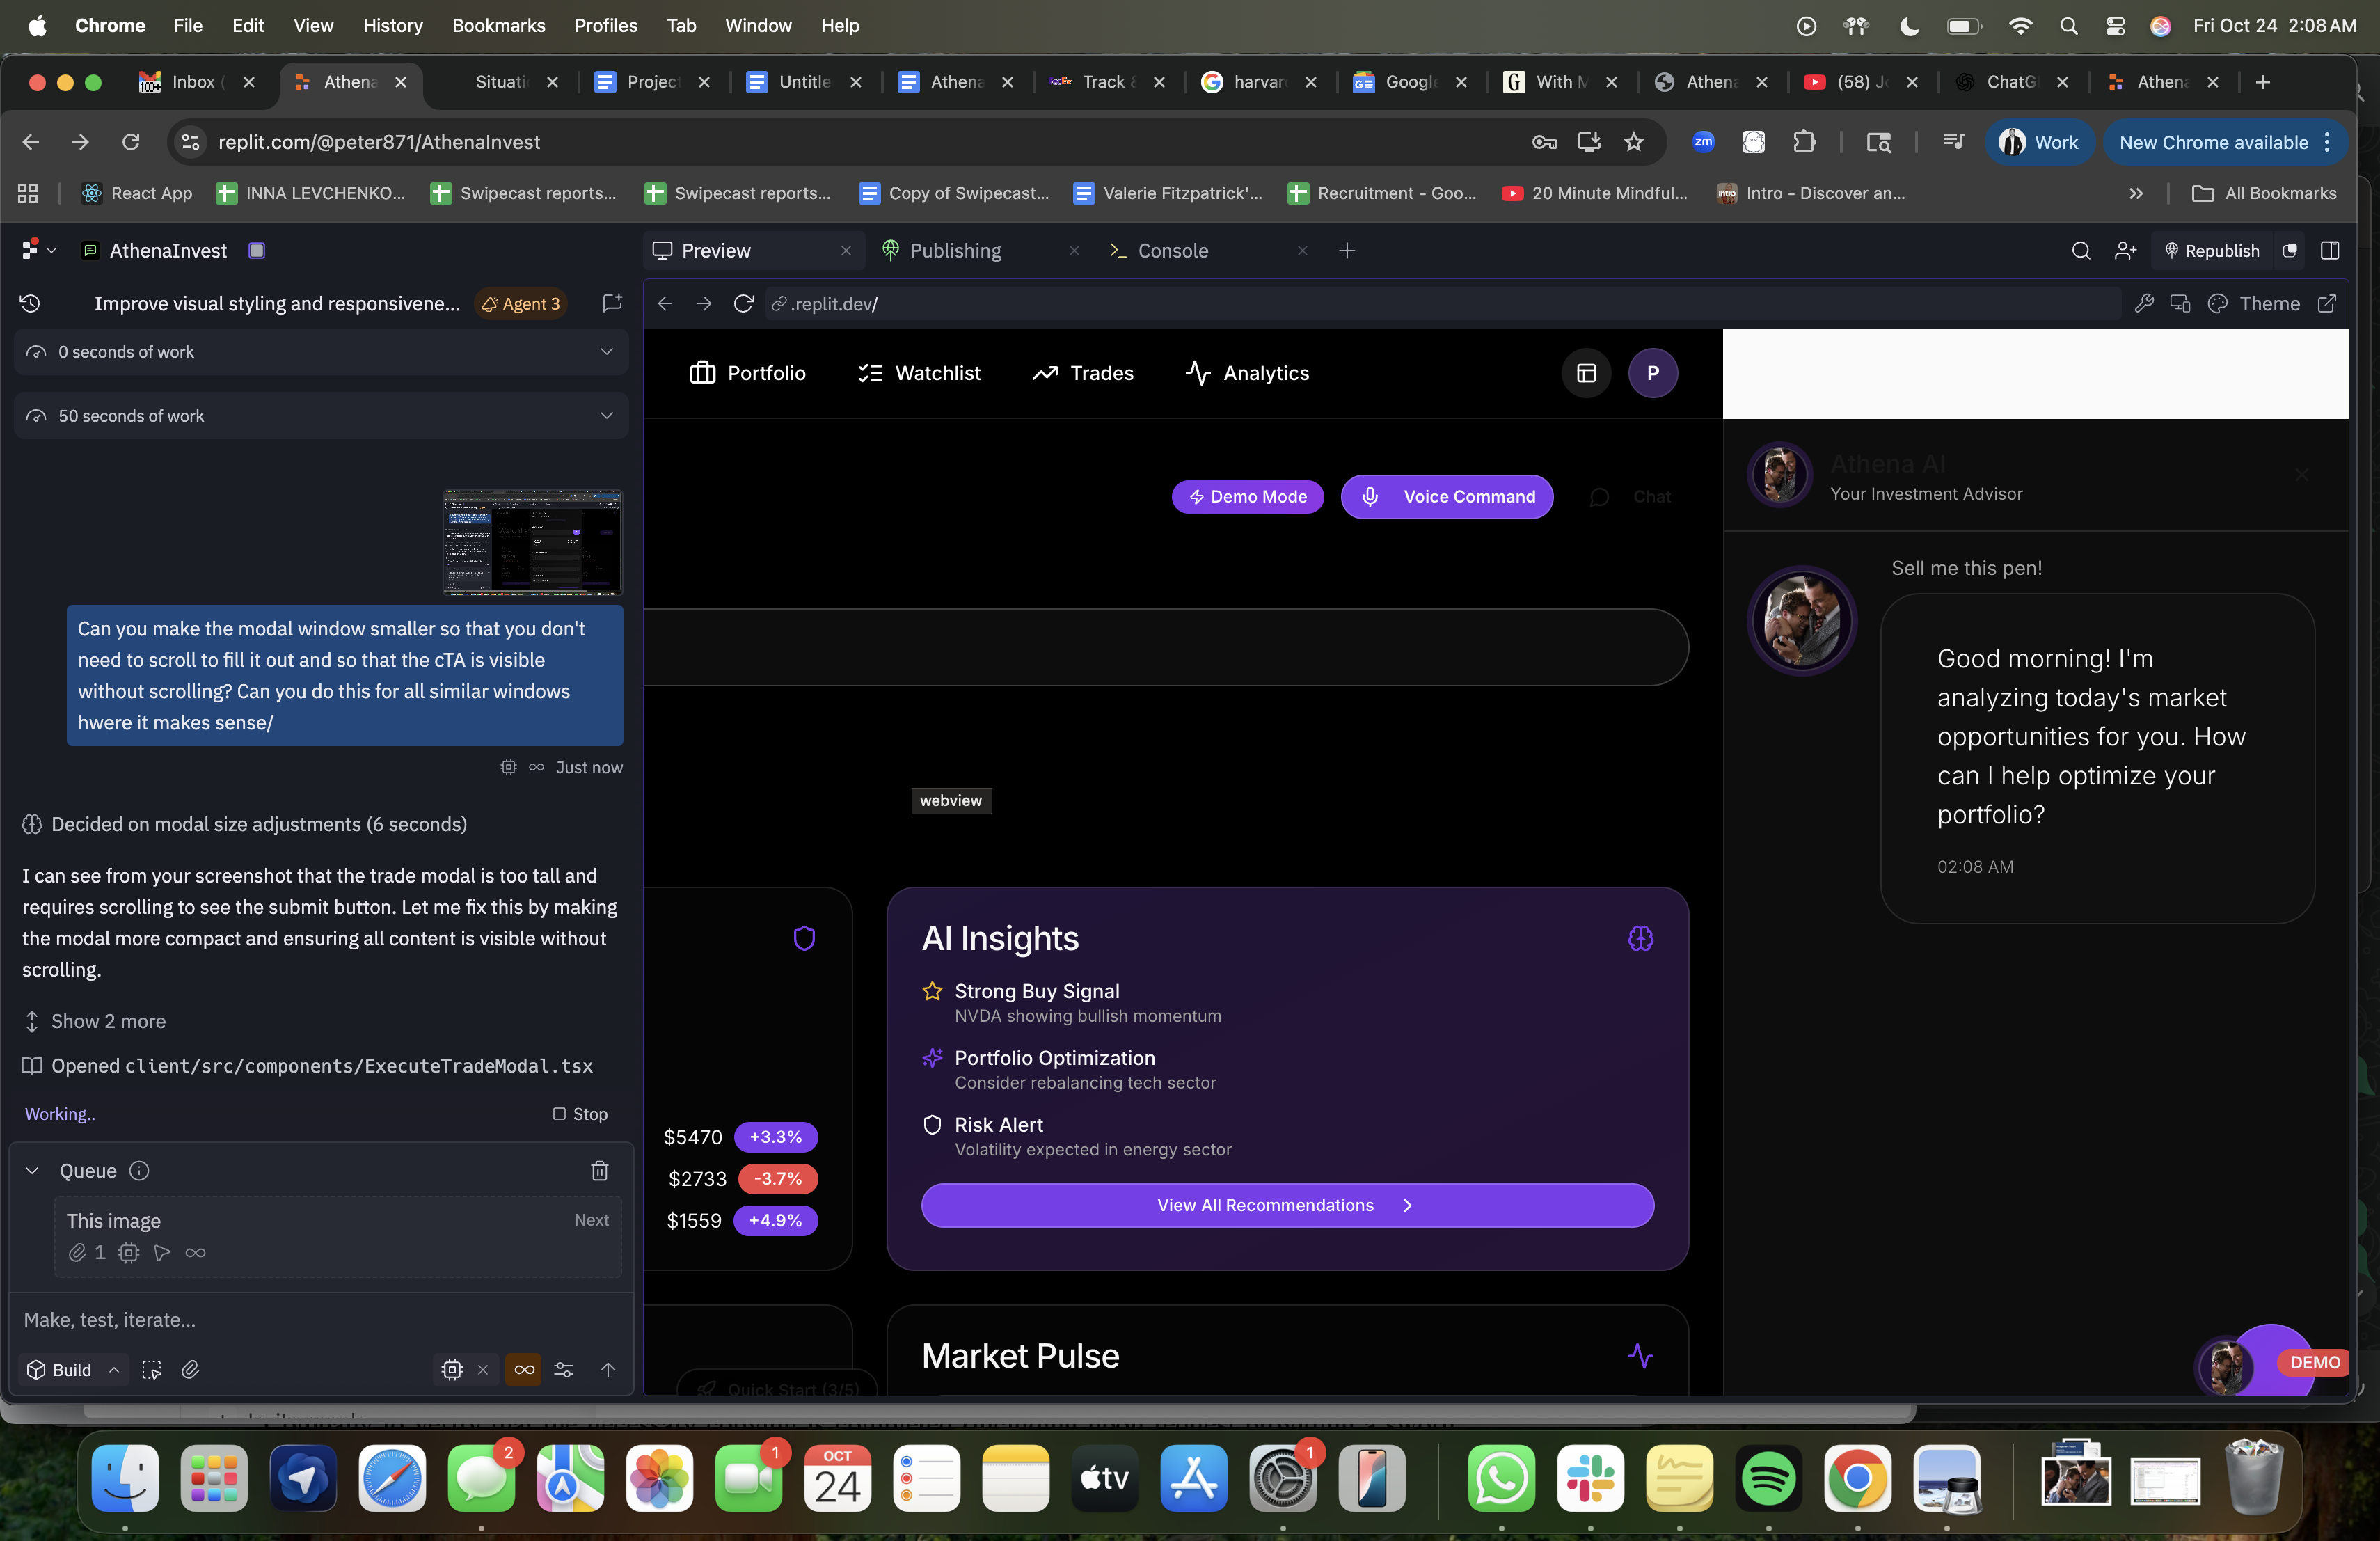 Chrome File Edit View History Bookmarks Profiles Tab Window Help
Fri Oct 24 2:08 AM
100+ Inbox ( Athena Situati Project Untitle Athena Track & harvar Google With M Athena (58) J ChatG Athena
replit.com/@peter871/AthenaInvest
zm Work New Chrome available
React App INNA LEVCHENKO... Swipecast reports... Swipecast reports... Copy of Swipecast... Valerie Fitzpatrick'... Recruitment - Goo... 20 Minute Mindful... Intro - Discover an... All Bookmarks
AthenaInvest
Preview Publishing Console
Republish
Improve visual styling and responsivene... Agent 3
.replit.dev/
Theme
0 seconds of work
50 seconds of work
Can you make the modal window smaller so that you don't
need to scroll to fill it out and so that the cTA is visible
without scrolling? Can you do this for all similar windows
hwere it makes sense/
Just now
Decided on modal size adjustments (6 seconds)
I can see from your screenshot that the trade modal is too tall and
requires scrolling to see the submit button. Let me fix this by making
the modal more compact and ensuring all content is visible without
scrolling.
Show 2 more
Opened client/src/components/ExecuteTradeModal.tsx
Working..
Stop
Queue
This image
Next
1
Make, test, iterate...
Build
Portfolio Watchlist Trades Analytics
P
Demo Mode Voice Command Chat
webview
$5470 +3.3%
$2733 -3.7%
$1559 +4.9%
AI Insights
Strong Buy Signal
NVDA showing bullish momentum
Portfolio Optimization
Consider rebalancing tech sector
Risk Alert
Volatility expected in energy sector
View All Recommendations
Market Pulse
Quick Start (3/5)
Athena AI
Your Investment Advisor
Sell me this pen!
Good morning! I'm
analyzing today's market
opportunities for you. How
can I help optimize your
portfolio?
02:08 AM
DEMO
2
1
OCT
24
tv
1